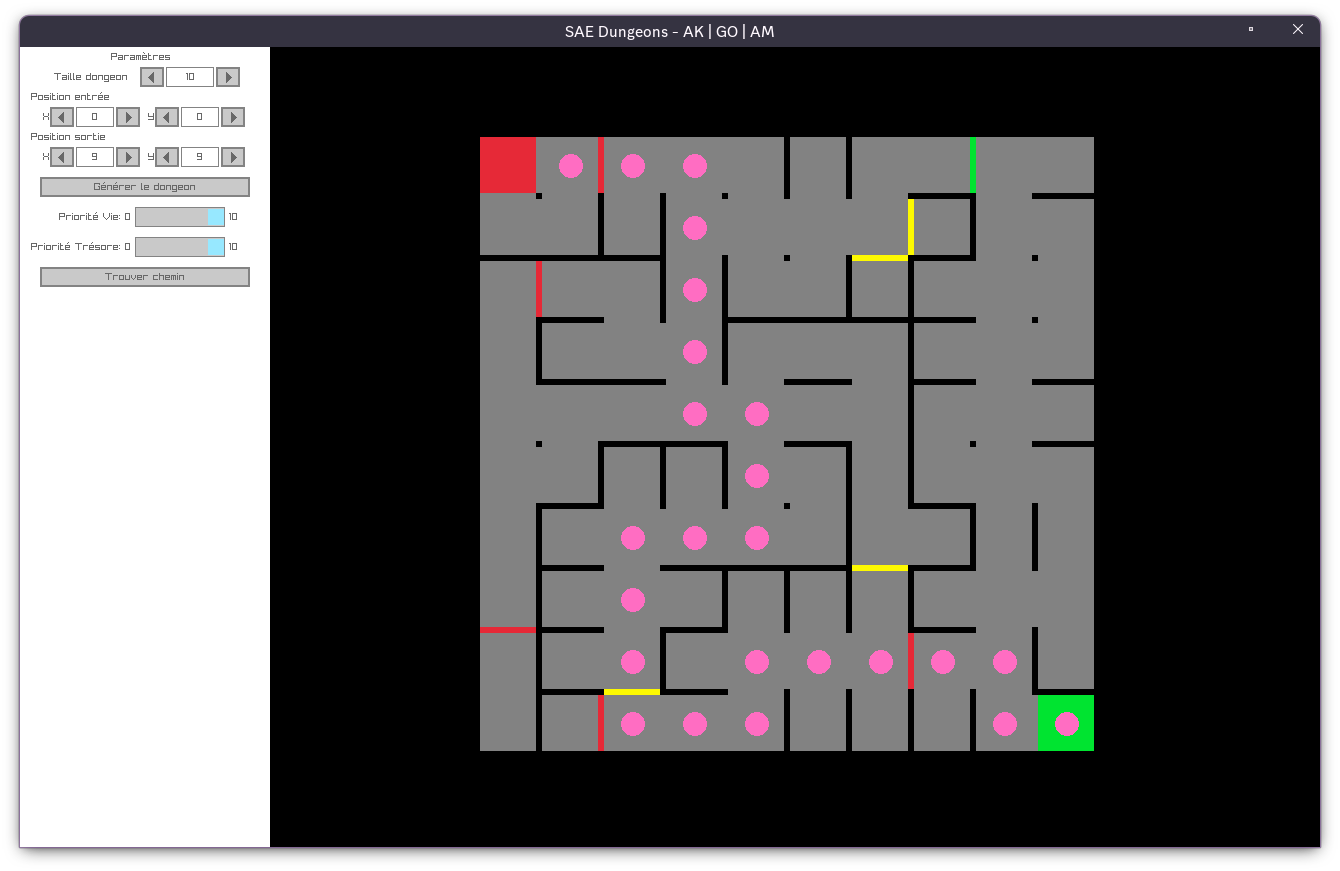 SAE Dungeons - AK | GO | AM
Paramètres
Taille dongeon 10
Position entrée
X 0 Y 0
Position sortie
X 9 Y 9
Générer le dongeon
Priorité Vie: 0 10
Priorité Trésore: 0 10
Trouver chemin